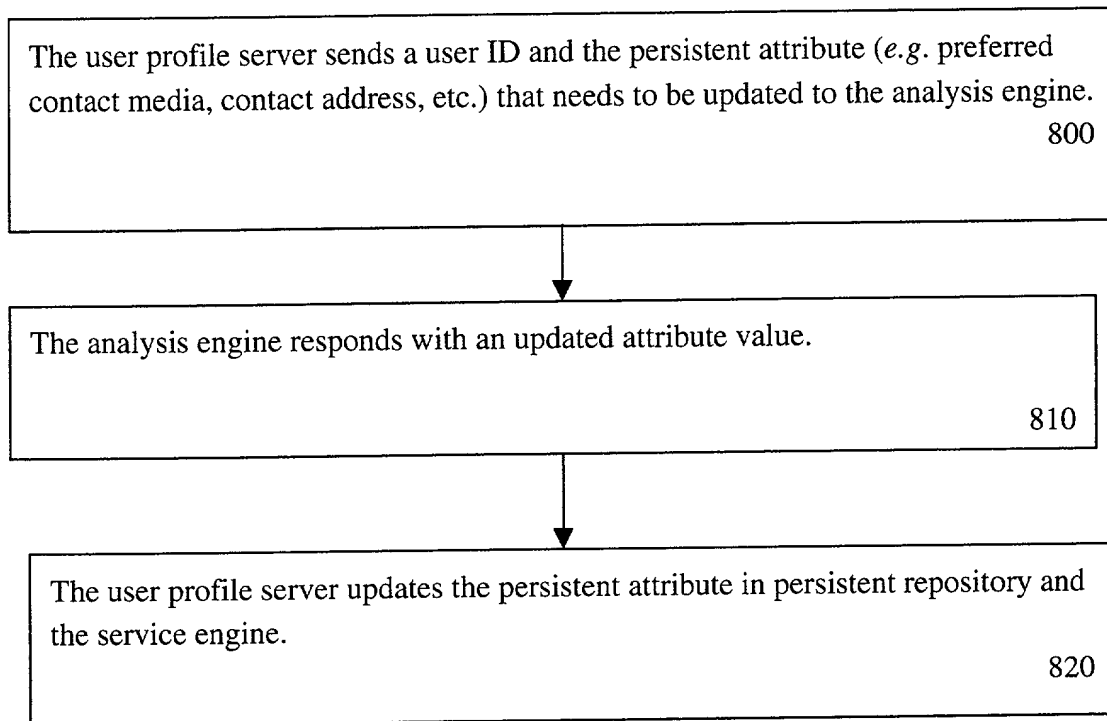 The user profile server sends a user ID and the persistent attribute (e.g. preferred
contact media, contact address, etc.) that needs to be updated to the analysis engine.
800
The analysis engine responds with an updated attribute value.
810
The user profile server updates the persistent attribute in persistent repository and
the service engine.
820